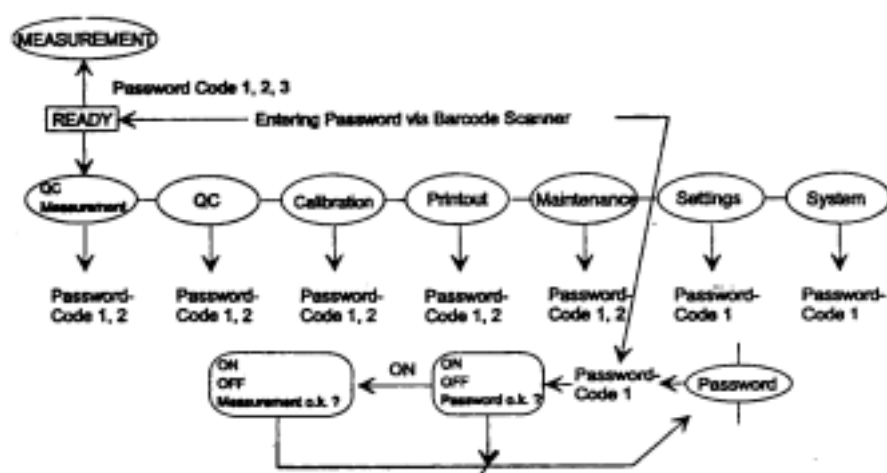 MEASUREMENT
Password Code 1, 2, 3
READY
Entering Password via Barcode Scanner
QC
Measurement
QC
Calibration
Printout
Maintenance
Settings
System
Password-
Code 1, 2
Password-
Code 1, 2
Password-
Code 1, 2
Password-
Code 1, 2
Password-
Code 1, 2
Password-
Code 1
Password-
Code 1
ON
OFF
Measurement o.k. ?
ON
ON
OFF
Password o.k. ?
Password-
Code 1
Password